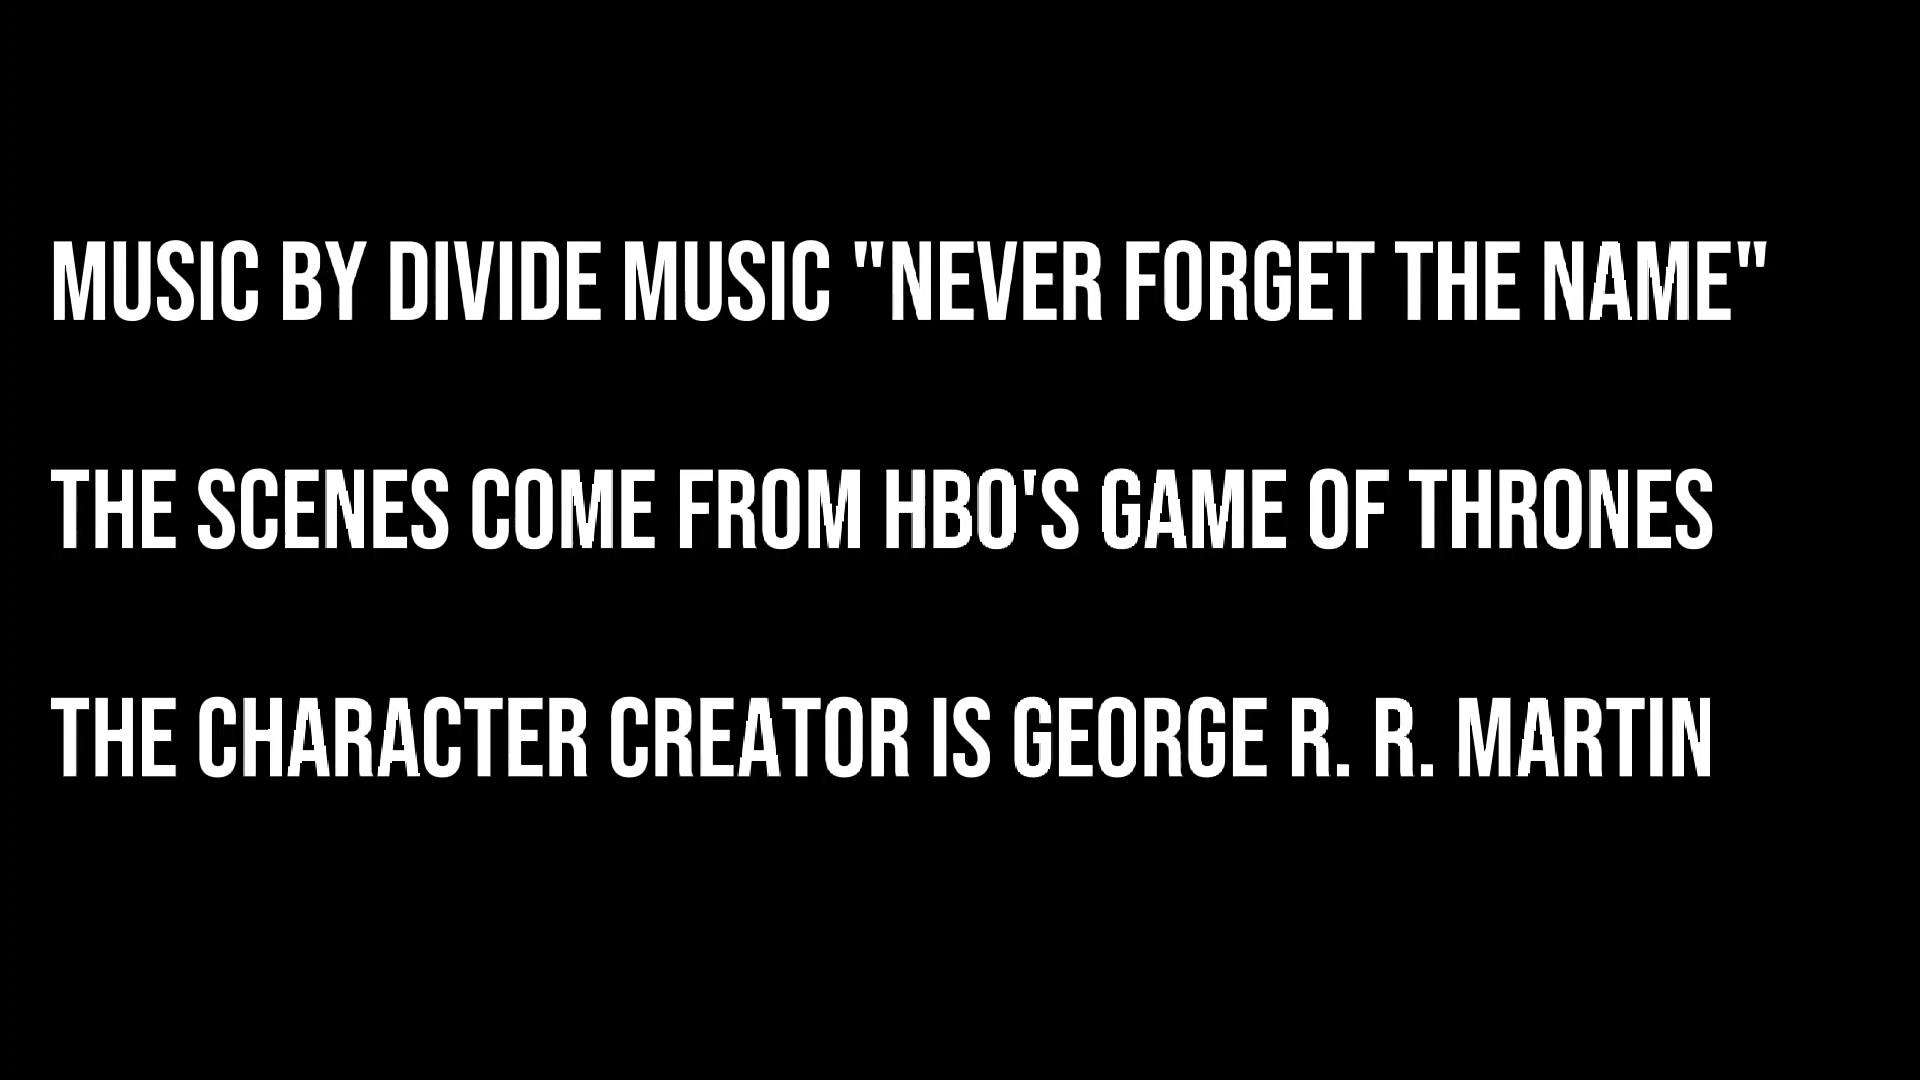 MUSIC BY DIVIDE MUSIC "NEVER FORGET THE NAME"
THE SCENES COME FROM HBO'S GAME OF THRONES
THE CHARACTER CREATOR IS GEORGE R. R. MARTIN